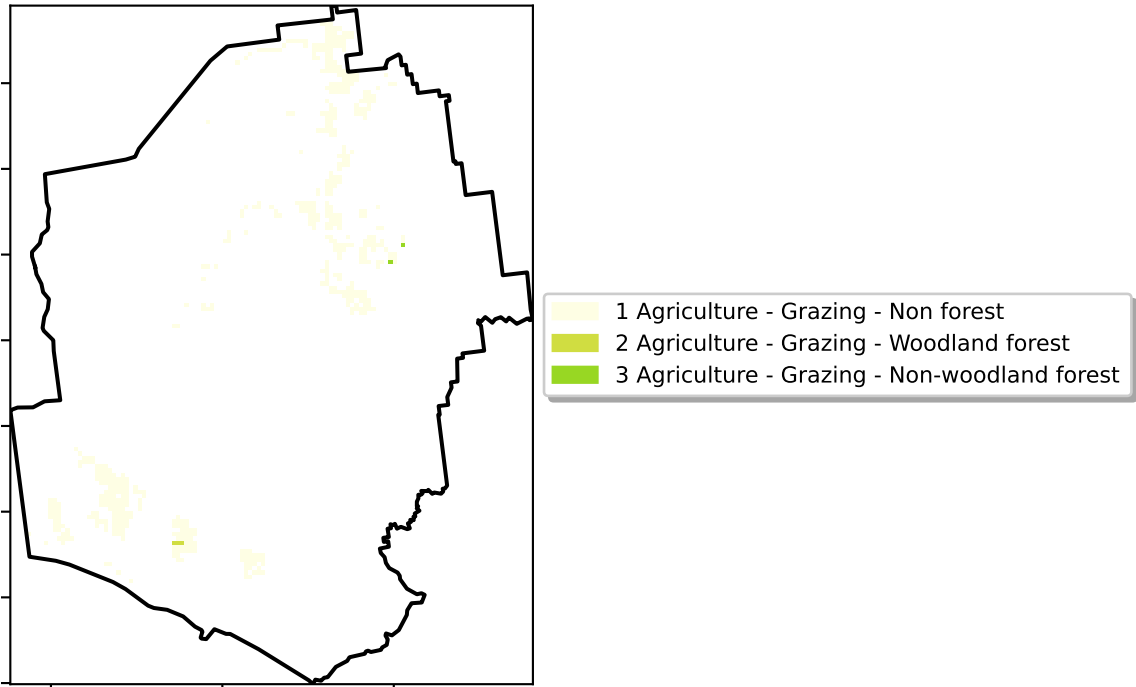 1 Agriculture - Grazing - Non forest
2 Agriculture - Grazing - Woodland forest
3 Agriculture - Grazing - Non-woodland forest